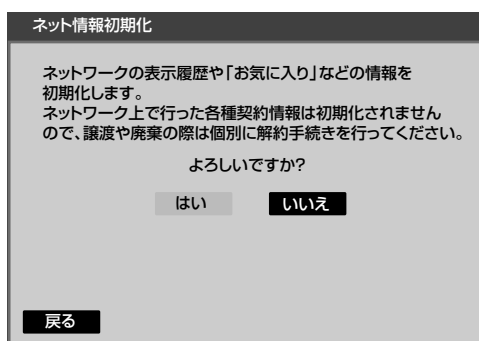 ネット情報初期化
ネットワークの表示履歴や「お気に入り」などの情報を
初期化します。
ネットワーク上で行った各種契約情報は初期化されません
ので、譲渡や廃棄の際は個別に解約手続きを行ってください。
よろしいですか?
はい いいえ
戻る